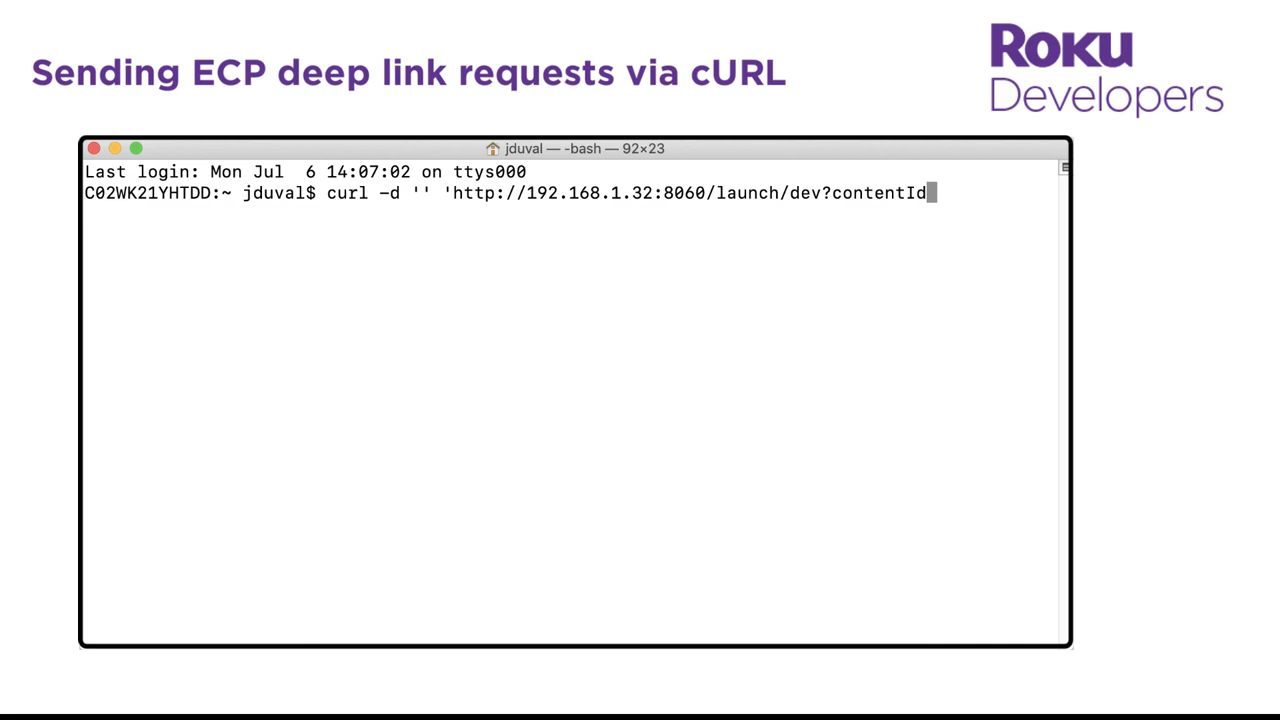 Sending ECP deep link requests via cURL
Roku
Developers
jduval — -bash — 92×23
Last login: Mon Jul  6 14:07:02 on ttys000
C02WK21YHTDD:~ jduval$ curl -d '' 'http://192.168.1.32:8060/launch/dev?contentId